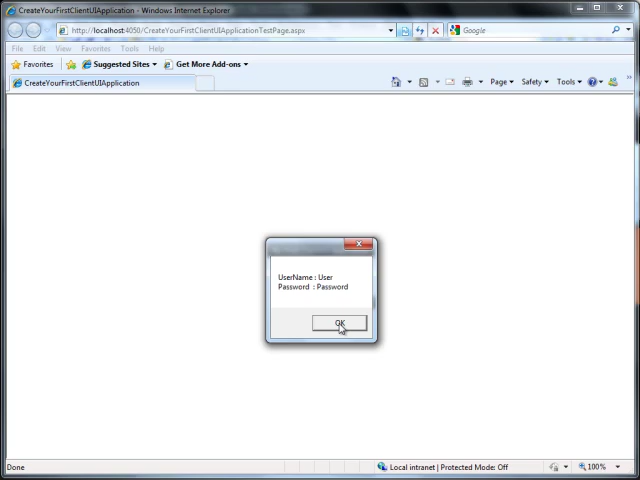 CreateYourFirstClientUIApplication - Windows Internet Explorer
http://localhost:4050/CreateYourFirstClientUIApplicationTestPage.aspx
Google
File Edit View Favorites Tools Help
Favorites Suggested Sites Get More Add-ons
CreateYourFirstClientUIApplication
Page Safety Tools
UserName : User
Password : Password
OK
Done
Local intranet | Protected Mode: Off
100%